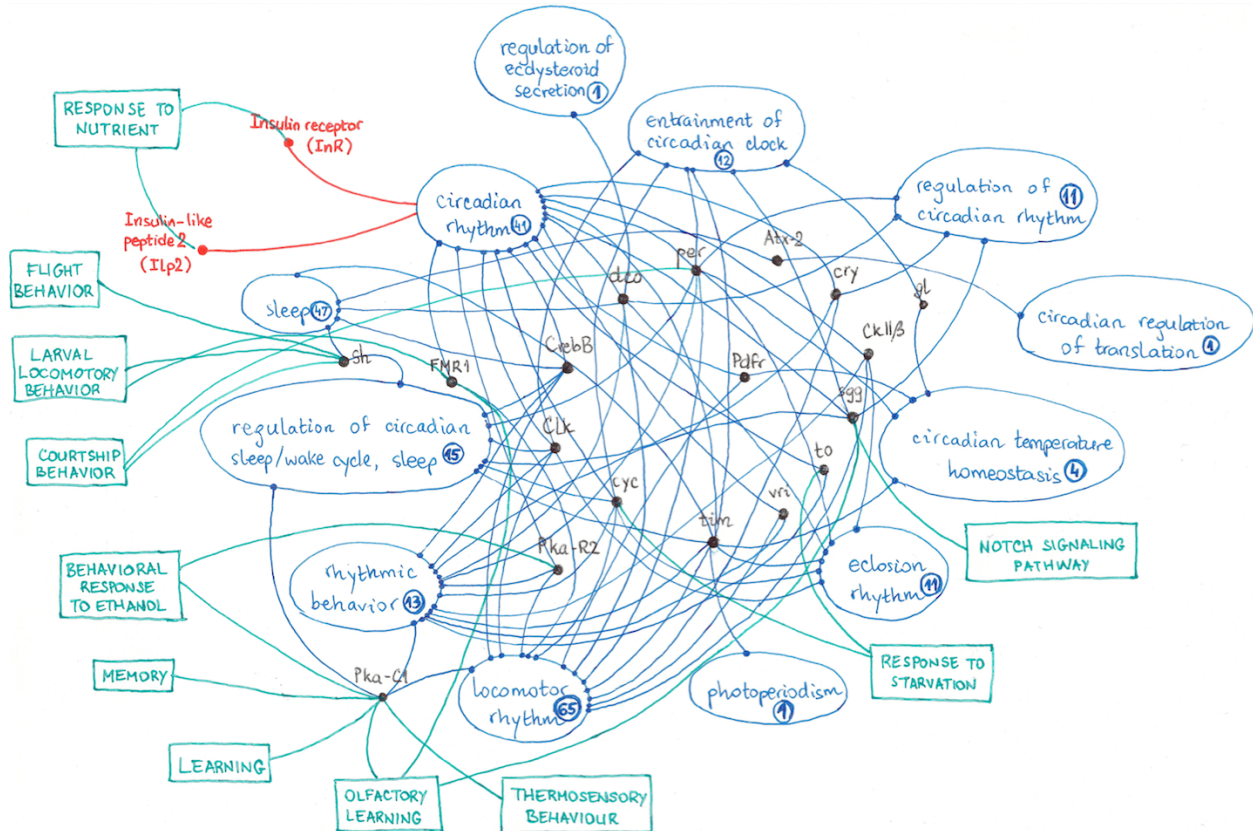 regulation of
ecdysteroid
secretion 1
entrainment of
circadian clock
12
RESPONSE TO
NUTRIENT
Insulin receptor
(InR)
circadian
rhythm 41
regulation of 11
circadian rhythm
Insulin-like
peptide 2
(Ilp2)
FLIGHT
BEHAVIOR
sleep 47
dco
per
Atx-2
cry
gl
circadian regulation
of translation 1
LARVAL
LOCOMOTORY
BEHAVIOR
sh
FMR1
CrebB
Pdfr
CkII/β
sgg
COURTSHIP
BEHAVIOR
regulation of circadian
sleep/wake cycle, sleep 15
Clk
cyc
to
vri
tim
circadian temperature
homeostasis 4
BEHAVIORAL
RESPONSE
TO ETHANOL
rhythmic
behavior 13
Pka-R2
eclosion
rhythm 11
NOTCH SIGNALING
PATHWAY
MEMORY
Pka-C1
locomotor
rhythm 65
photoperiodism
1
RESPONSE TO
STARVATION
LEARNING
OLFACTORY
LEARNING
THERMOSENSORY
BEHAVIOUR